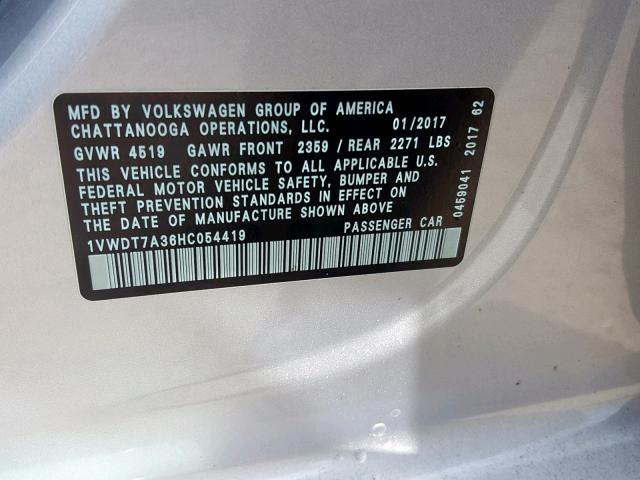 MFD BY VOLKSWAGEN GROUP OF AMERICA
CHATTANOOGA OPERATIONS, LLC. 01/2017
GVWR 4519 GAWR FRONT 2359 / REAR 2271 LBS
THIS VEHICLE CONFORMS TO ALL APPLICABLE U.S.
FEDERAL MOTOR VEHICLE SAFETY, BUMPER AND
THEFT PREVENTION STANDARDS IN EFFECT ON
THE DATE OF MANUFACTURE SHOWN ABOVE
1VWDT7A36HC054419 PASSENGER CAR
0459041 2017 62